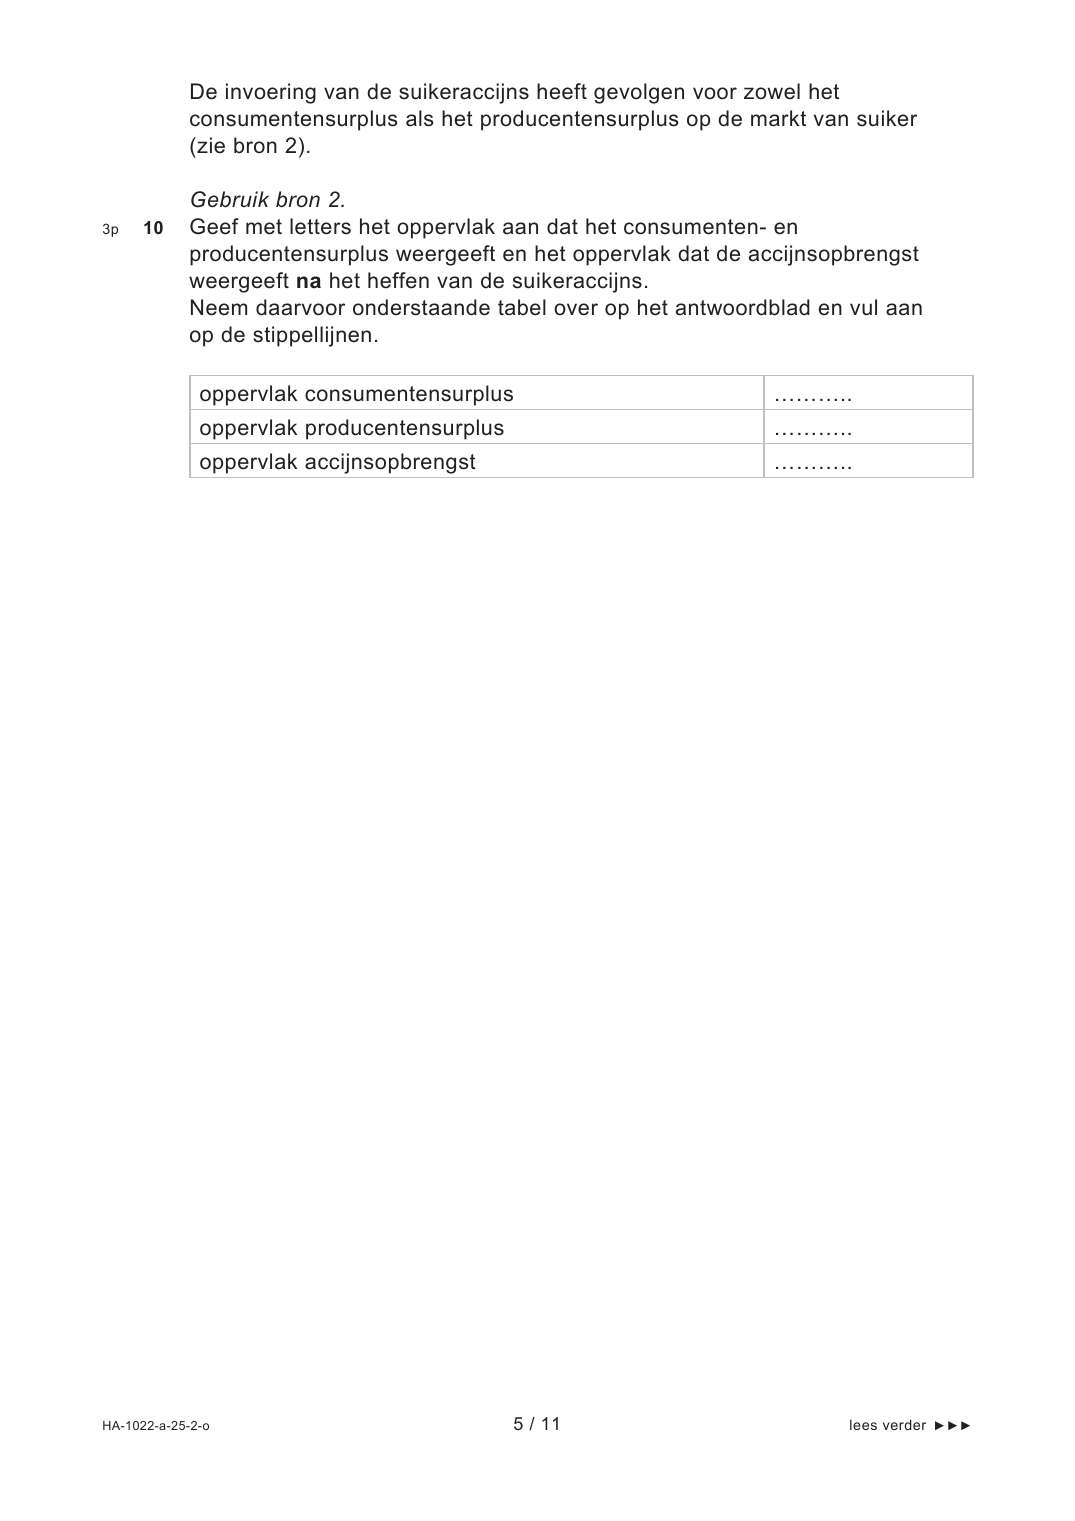 De invoering van de suikeraccijns heeft gevolgen voor zowel het
consumentensurplus als het producentensurplus op de markt van suiker
(zie bron 2).
Gebruik bron 2.
3p 10 Geef met letters het oppervlak aan dat het consumenten- en
producentensurplus weergeeft en het oppervlak dat de accijnsopbrengst
weergeeft na het heffen van de suikeraccijns.
Neem daarvoor onderstaande tabel over op het antwoordblad en vul aan
op de stippellijnen.
oppervlak consumentensurplus ………..
oppervlak producentensurplus ………..
oppervlak accijnsopbrengst ………..
HA-1022-a-25-2-o 5 / 11 lees verder ►►►